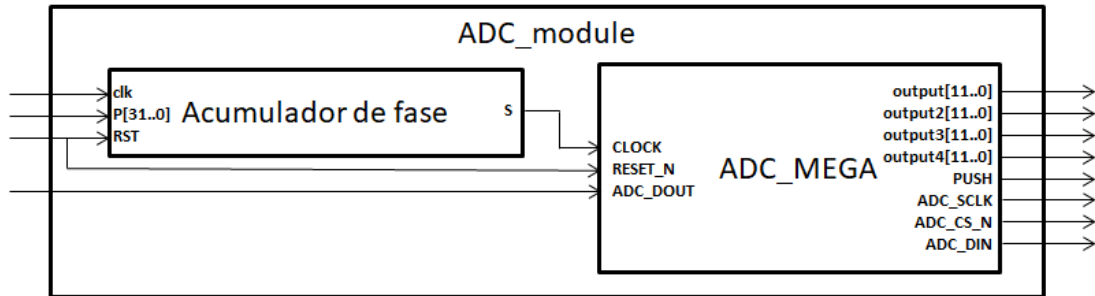 ADC_module
clk
P[31..0]
RST
Acumulador de fase
S
CLOCK
RESET_N
ADC_DOUT
ADC_MEGA
output[11..0]
output2[11..0]
output3[11..0]
output4[11..0]
PUSH
ADC_SCLK
ADC_CS_N
ADC_DIN